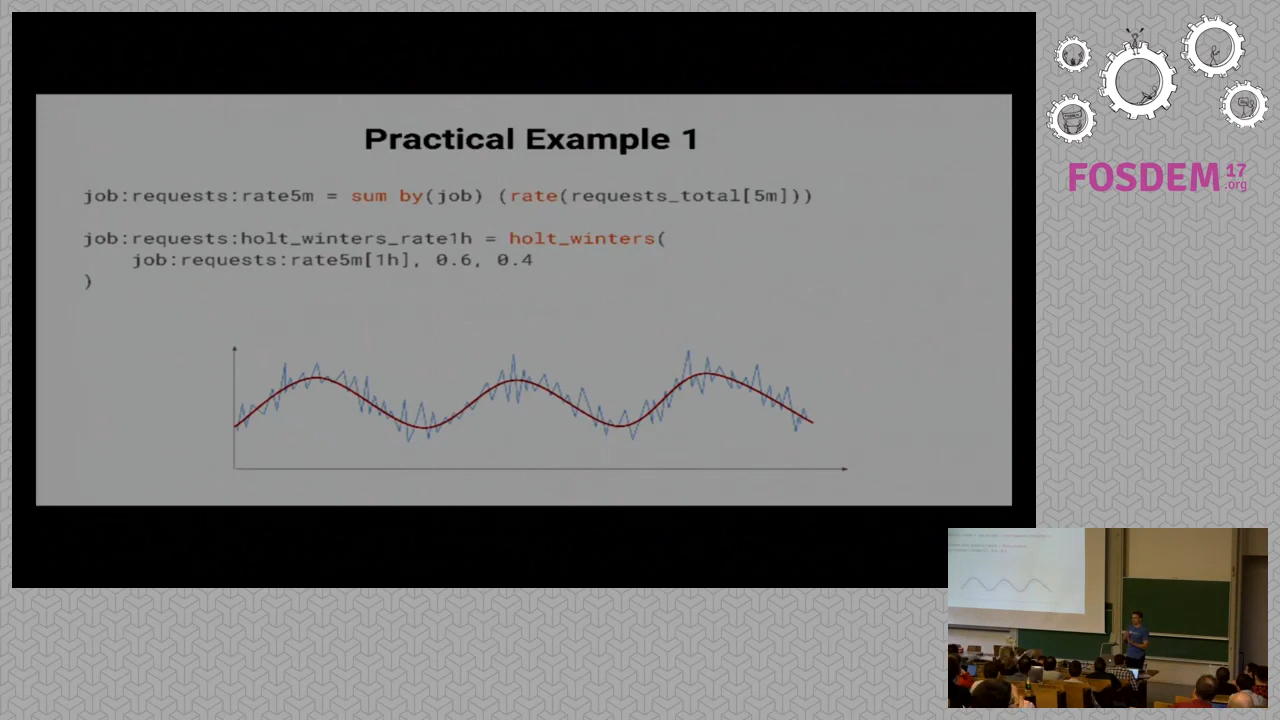 Practical Example 1
job:requests:rate5m = sum by(job) (rate(requests_total[5m]))
job:requests:holt_winters_rate1h = holt_winters(
job:requests:rate5m[1h], 0.6, 0.4
)
FOSDEM 17
.org